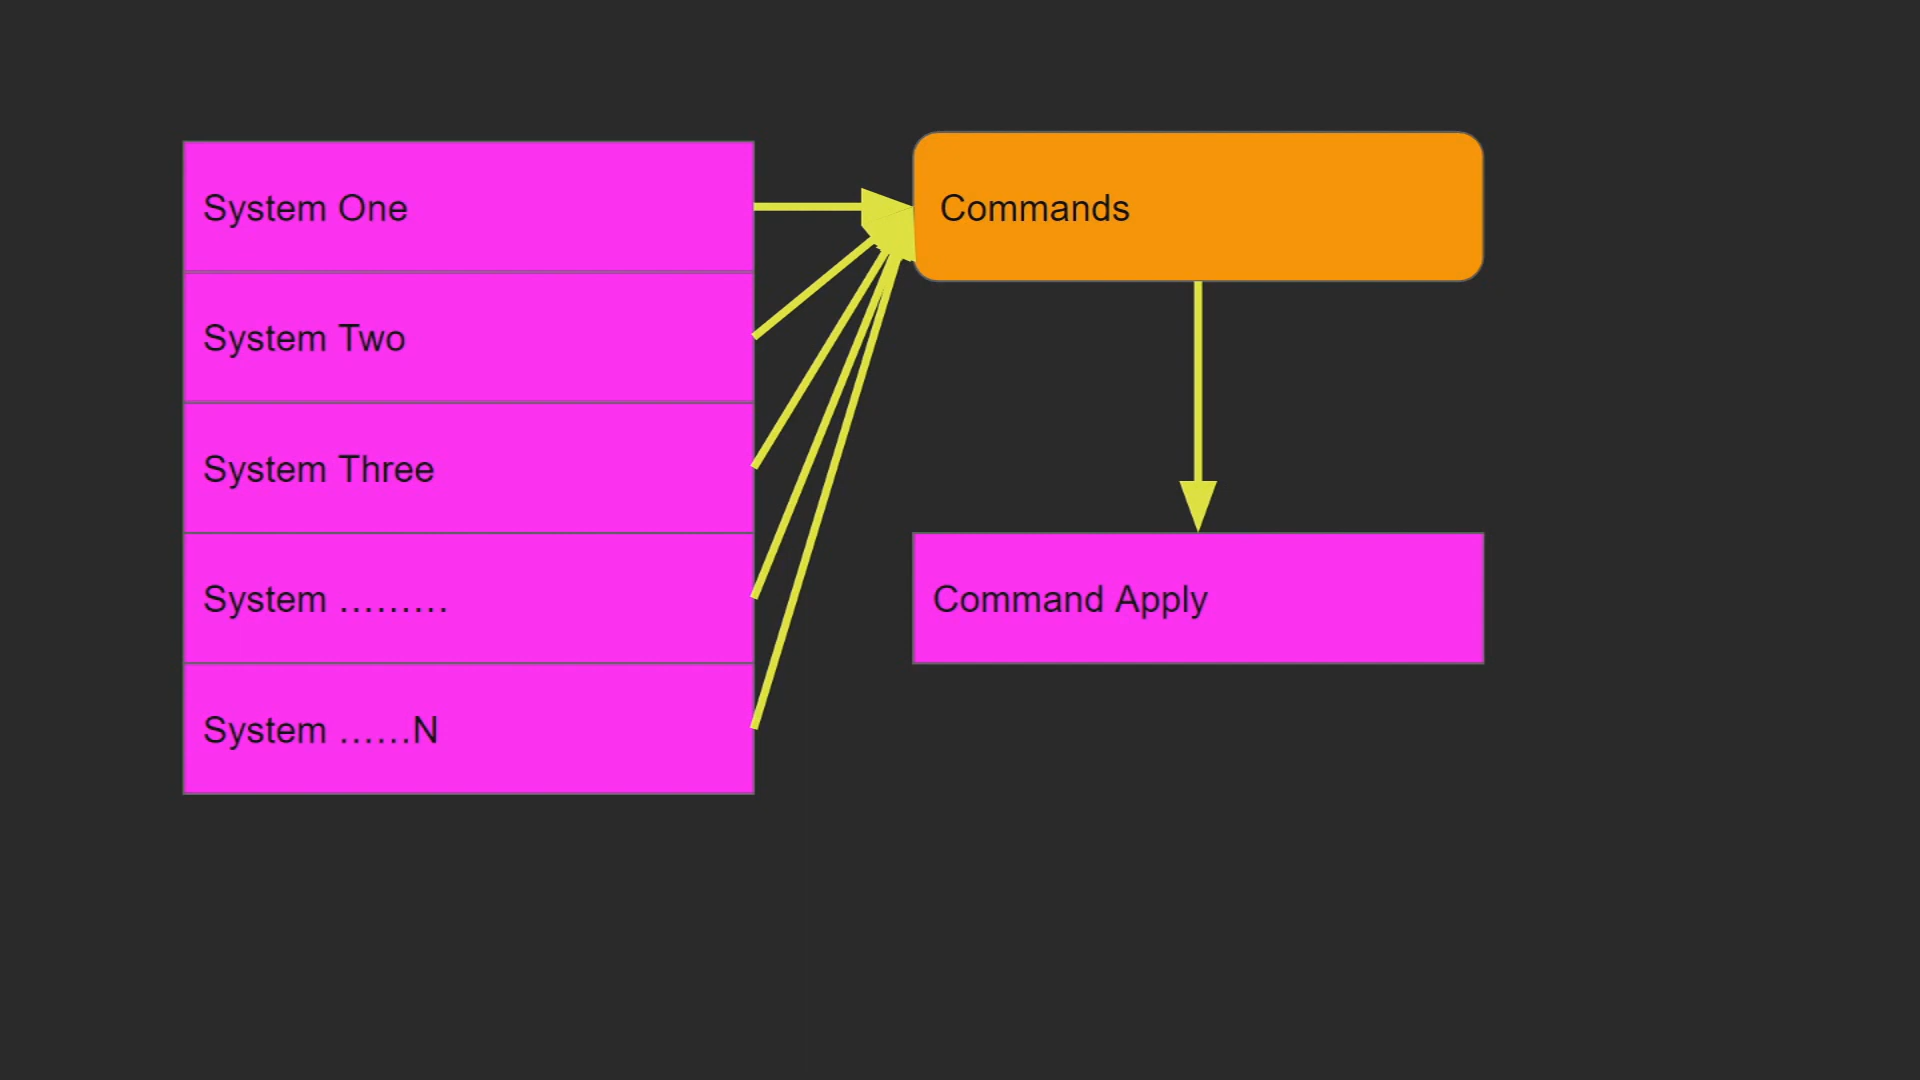 System One
System Two
System Three
System ………
System ……N
Commands
Command Apply